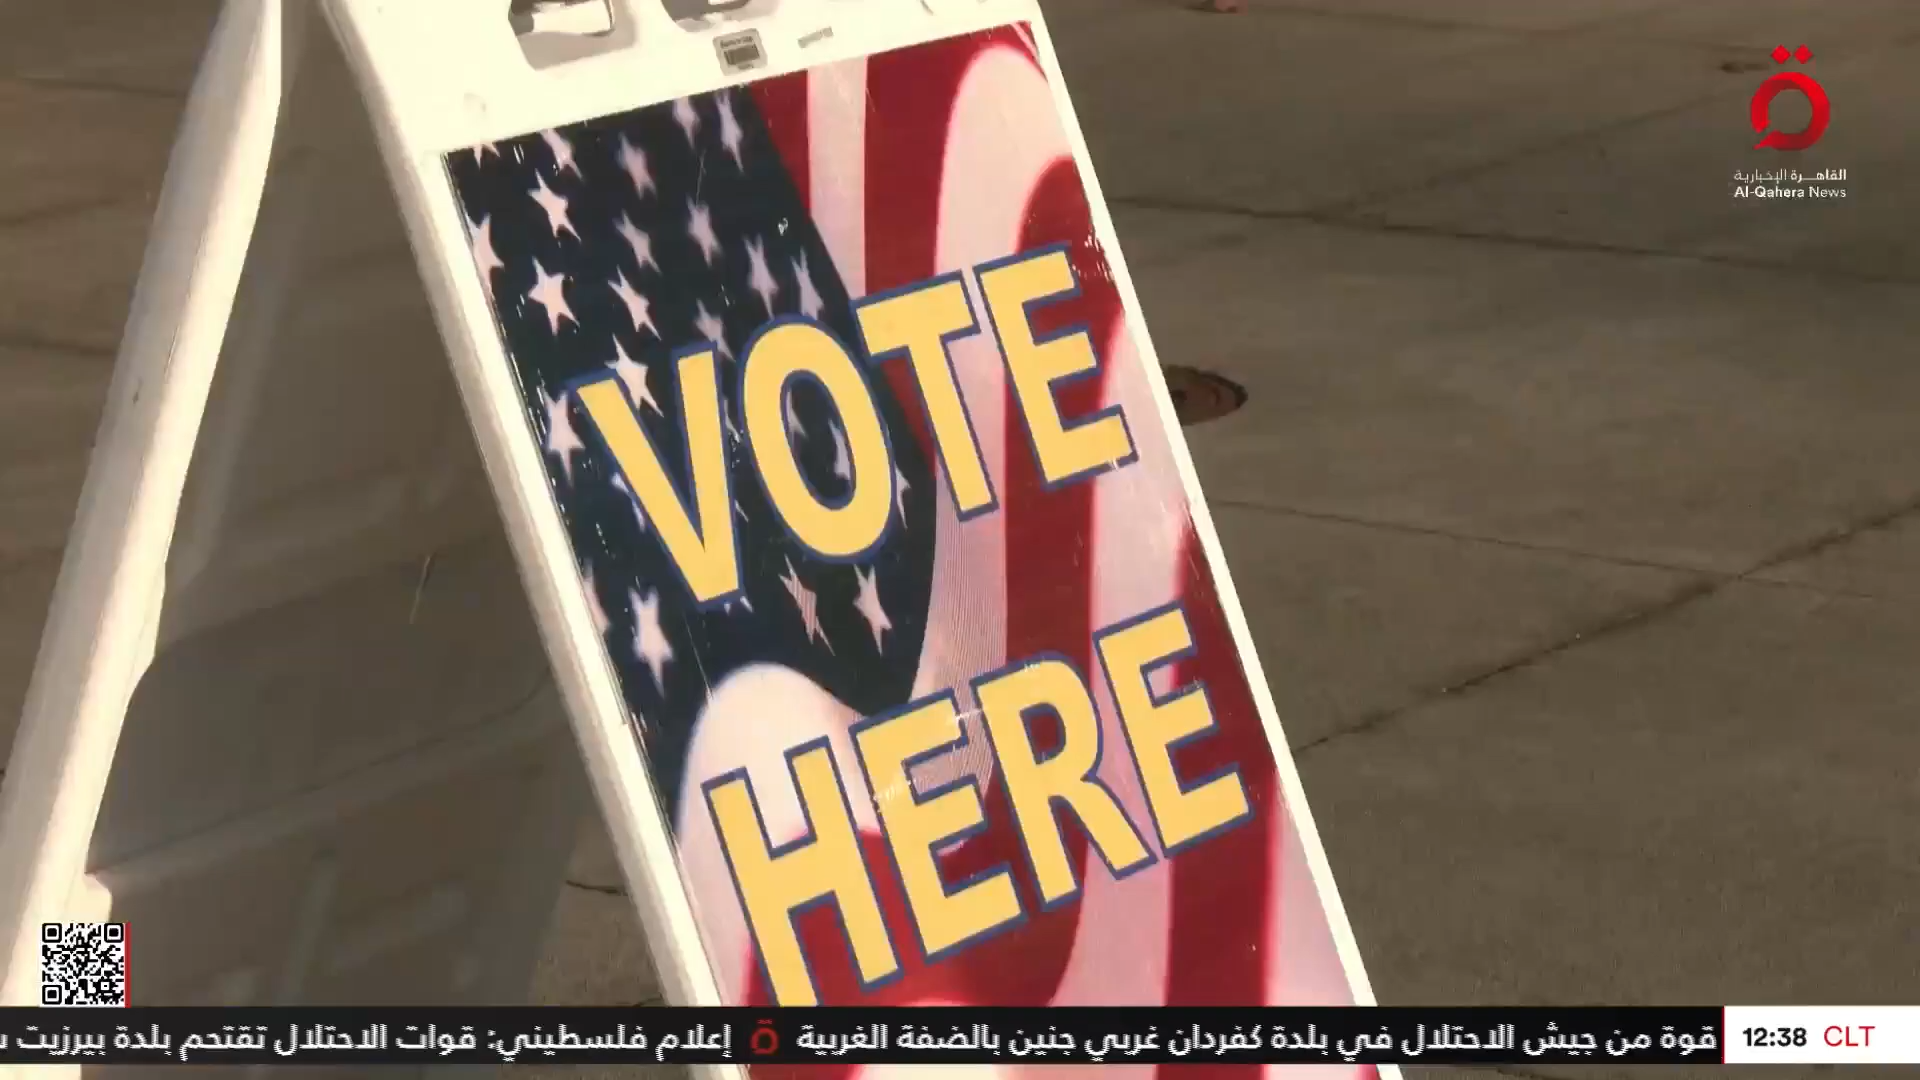 القاهرة الإخبارية
Al-Qahera News
VOTE
HERE
قوة من جيش الاحتلال في بلدة كفردان غربي جنين بالضفة الغربية
إعلام فلسطيني: قوات الاحتلال تقتحم بلدة بيرزيت
12:38 CLT